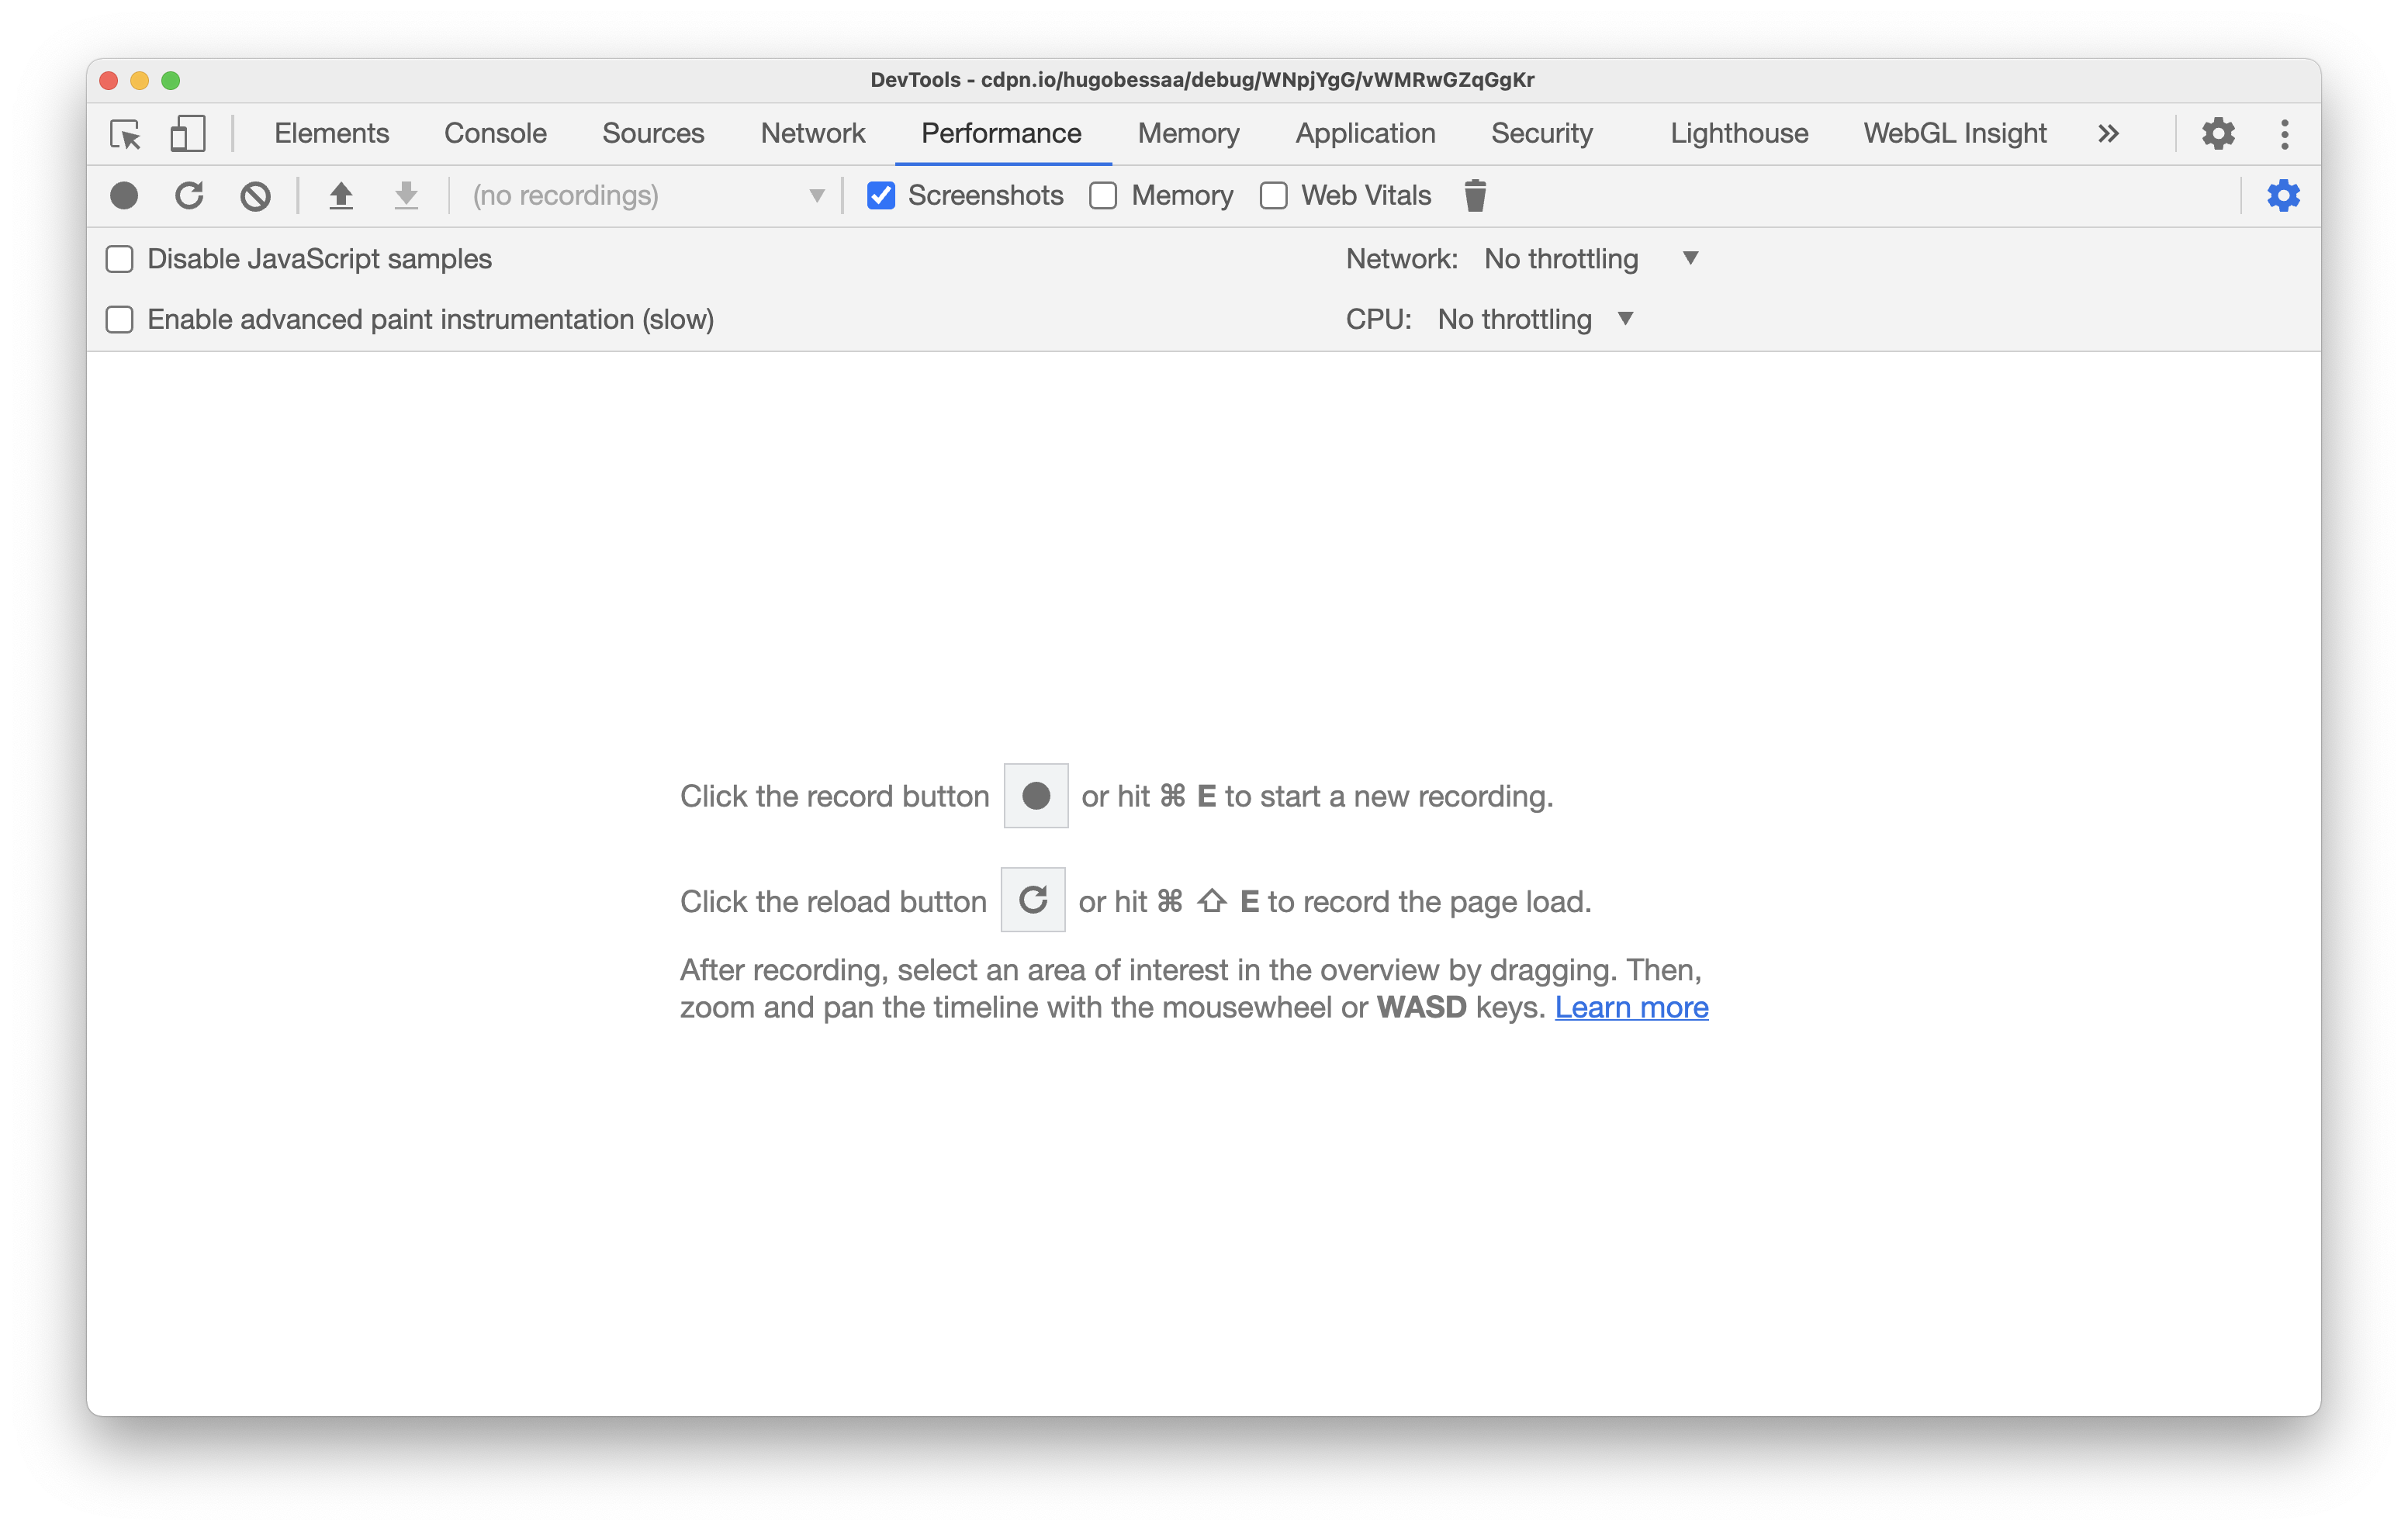 DevTools - cdpn.io/hugobessaa/debug/WNpjYgG/vWMRwGZqGgKr
Elements Console Sources Network Performance Memory Application Security Lighthouse WebGL Insight »
(no recordings) Screenshots Memory Web Vitals
Disable JavaScript samples Network: No throttling
Enable advanced paint instrumentation (slow) CPU: No throttling
Click the record button or hit ⌘ E to start a new recording.
Click the reload button or hit ⌘ ⇧ E to record the page load.
After recording, select an area of interest in the overview by dragging. Then,
zoom and pan the timeline with the mousewheel or WASD keys. Learn more